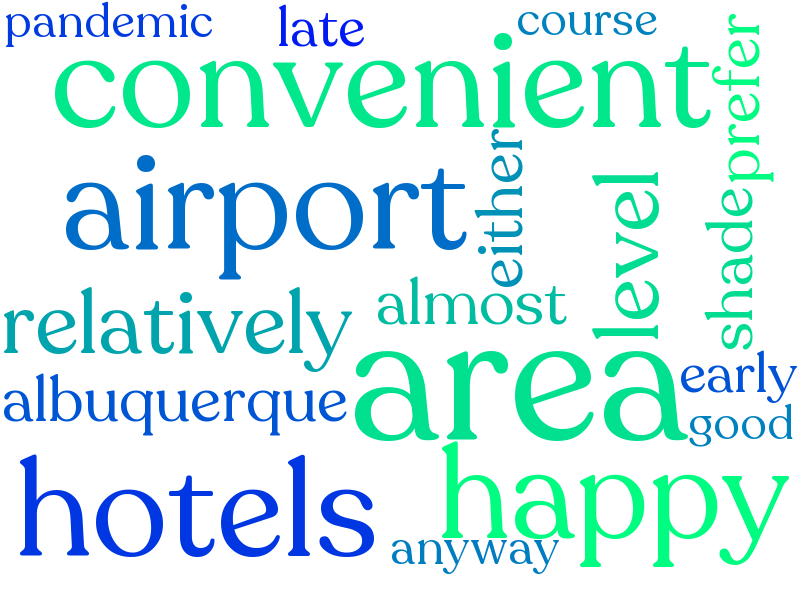 pandemic
late
course
convenient
prefer
airport
either
level
shade
relatively
almost
area
early
albuquerque
good
hotels
happy
anyway